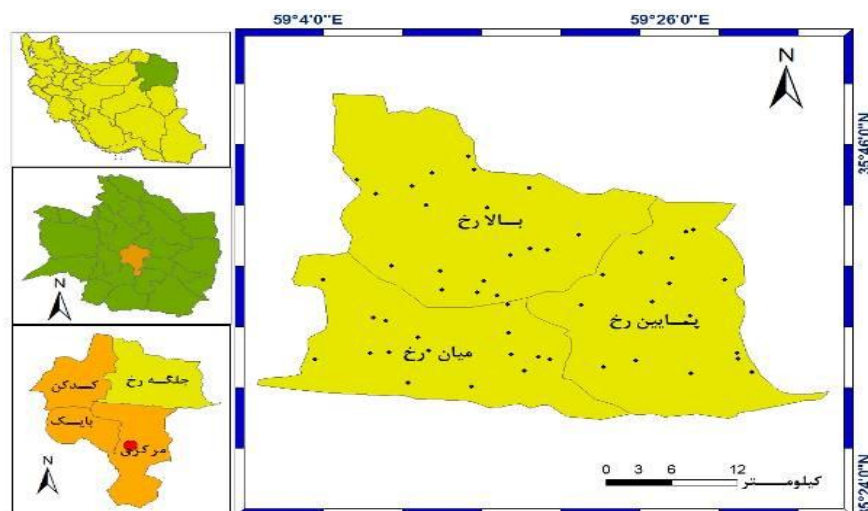 59°4'0"E
59°26'0"E
N
35°46'0"N
بالا رخ
پایین رخ
میان رخ
N
N
کدکن
جلگه رخ
بایک
مرکزی
0 3 6 12
کیلومتر
35°24'0"N